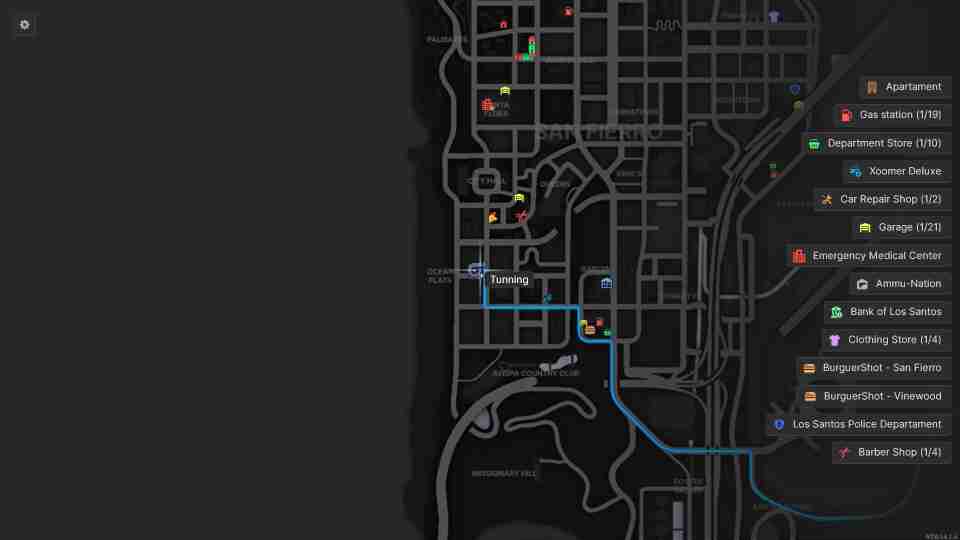 PALISADES
SANTA
FLORA
SAN FIERRO
CITY HALL
QUEENS
OCEAN
FLATS
Tunning
AVISPA COUNTRY CLUB
MISSIONARY HILL
FOSTER
Apartament
Gas station (1/19)
Department Store (1/10)
Xoomer Deluxe
Car Repair Shop (1/2)
Garage (1/21)
Emergency Medical Center
Ammu-Nation
Bank of Los Santos
Clothing Store (1/4)
BurguerShot - San Fierro
BurguerShot - Vinewood
Los Santos Police Departament
Barber Shop (1/4)